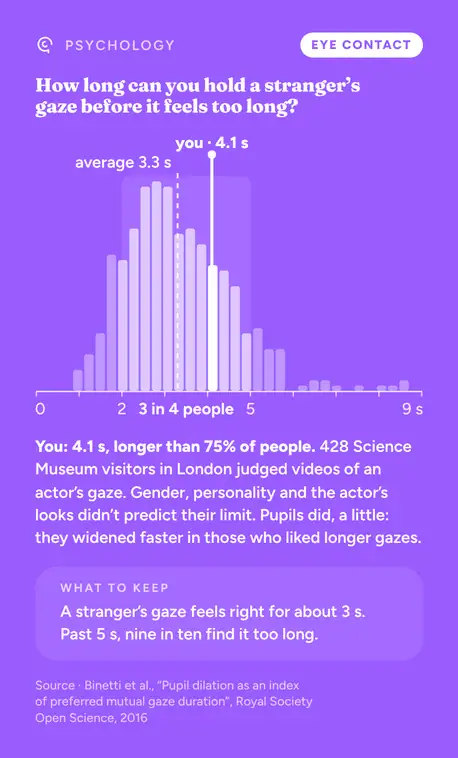 PSYCHOLOGY
EYE CONTACT
How long can you hold a stranger’s
gaze before it feels too long?
you · 4.1 s
average 3.3 s
0 2 3 in 4 people 5 9 s
You: 4.1 s, longer than 75% of people. 428 Science
Museum visitors in London judged videos of an
actor’s gaze. Gender, personality and the actor’s
looks didn’t predict their limit. Pupils did, a little:
they widened faster in those who liked longer gazes.
WHAT TO KEEP
A stranger’s gaze feels right for about 3 s.
Past 5 s, nine in ten find it too long.
Source · Binetti et al., “Pupil dilation as an index
of preferred mutual gaze duration”, Royal Society
Open Science, 2016